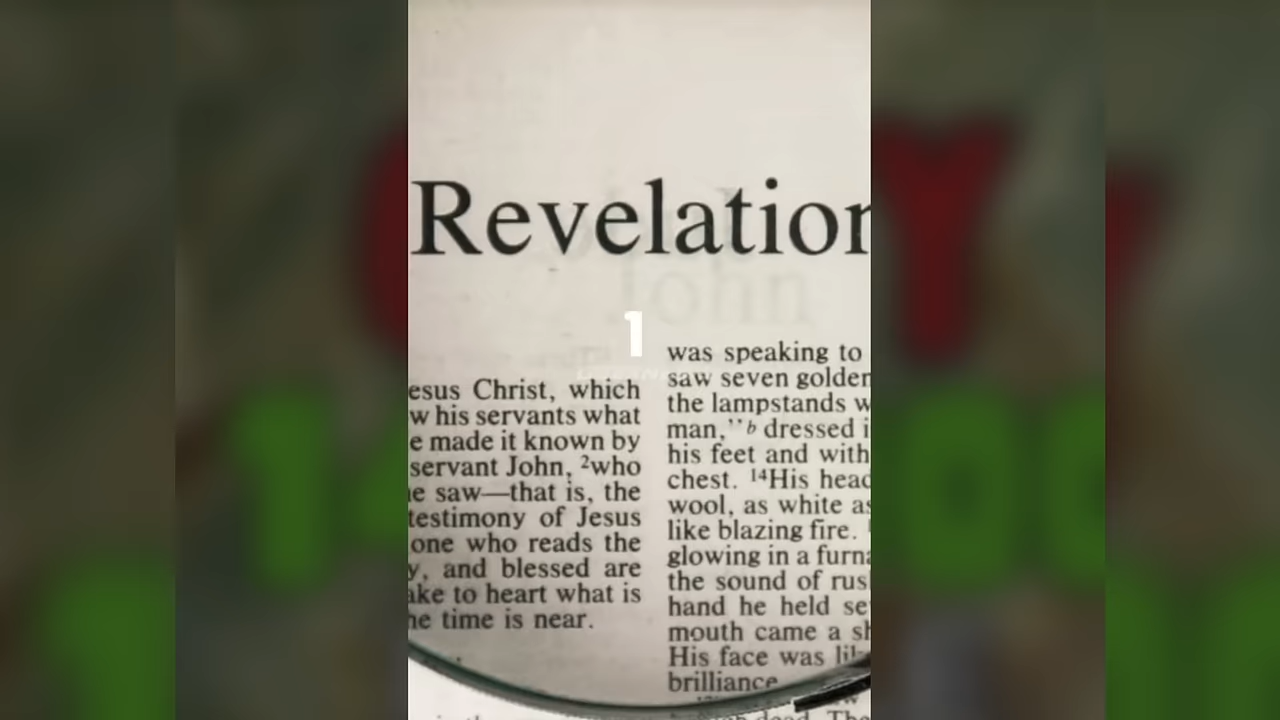 Revelation
1
esus Christ, which
w his servants what
e made it known by
servant John, ²who
e saw—that is, the
testimony of Jesus
one who reads the
y, and blessed are
ake to heart what is
he time is near.
was speaking to
saw seven golden
the lampstands w
man,"ᵇ dressed i
his feet and with
chest. ¹⁴His head
wool, as white as
like blazing fire.
glowing in a furna
the sound of rus
hand he held se
mouth came a sh
His face was lik
brilliance
John